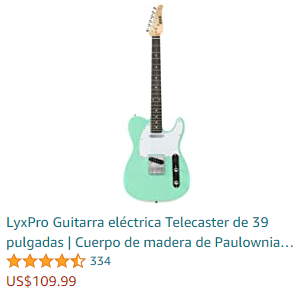 LyxPro Guitarra eléctrica Telecaster de 39
pulgadas | Cuerpo de madera de Paulownia…
334
US$109.99